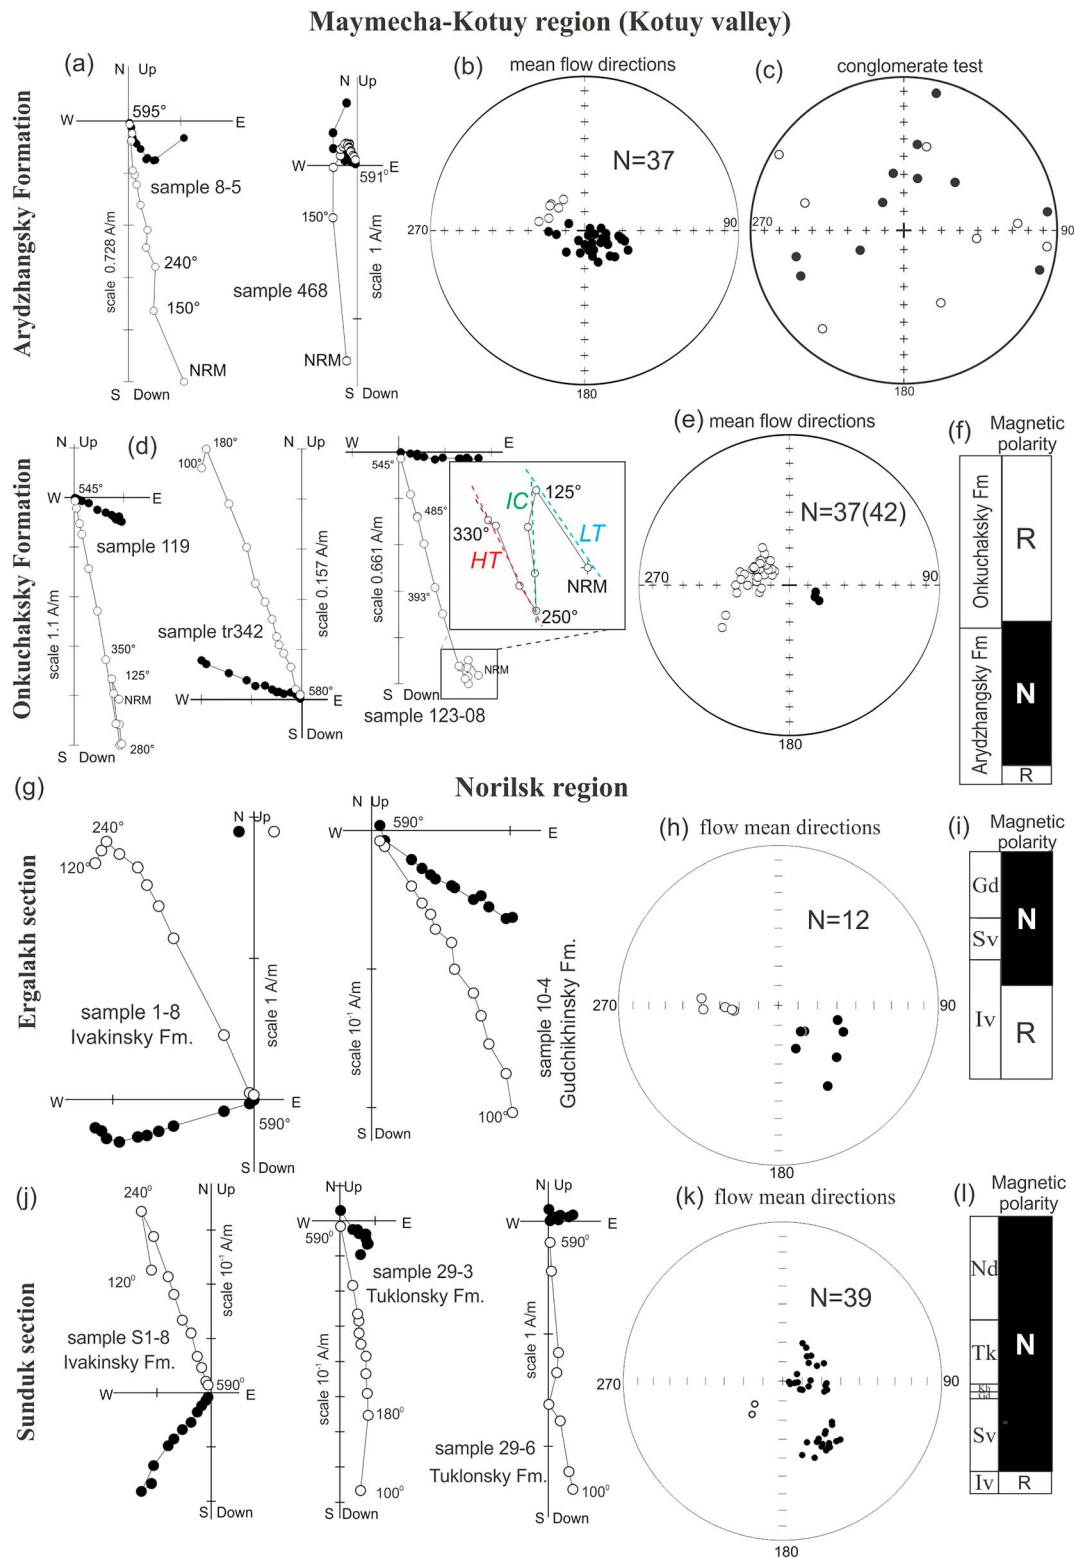 Maymecha-Kotuy region (Kotuy valley)
Arydzhangsky Formation
(a)
N Up
595°
W
E
sample 8-5
scale 0.728 A/m
240°
150°
NRM
S Down
N
Up
W
E
591⁰
150°
sample 468
scale 1 A/m
NRM
S Down
(b)
mean flow directions
N=37
270
90
180
(c)
conglomerate test
270
90
180
Onkuchaksky Formation
(d)
N Up
545°
W
E
sample 119
scale 1.1 A/m
350°
125°
NRM
280°
S Down
180°
100°
N Up
scale 0.157 A/m
sample tr342
580°
W
E
S Down
N Up
W
E
545°
485°
scale 0.661 A/m
393°
NRM
S Down
sample 123-08
125°
IC
LT
330°
HT
NRM
250°
(e)
mean flow directions
N=37(42)
270
90
180
(f)
Magnetic
polarity
Onkuchaksky Fm
R
Arydzhangsky Fm
N
R
Norilsk region
Ergalakh section
(g)
240°
120°
N Up
scale 1 A/m
sample 1-8
Ivakinsky Fm.
W
E
590°
S Down
N Up
590°
W
E
scale 10⁻¹ A/m
sample 10-4
Gudchikhinsky Fm.
100°
S Down
(h)
flow mean directions
N=12
270
90
180
(i)
Magnetic
polarity
Gd
Sv
Iv
N
R
Sunduk section
(j)
240⁰
N Up
scale 10⁻¹ A/m
120⁰
sample S1-8
Ivakinsky Fm.
590⁰
W
E
S Down
N Up
W
E
590⁰
sample 29-3
Tuklonsky Fm.
scale 10⁻¹ A/m
180⁰
100⁰
S Down
N Up
W
E
590⁰
scale 1 A/m
sample 29-6
Tuklonsky Fm.
100⁰
S Down
(k)
flow mean directions
N=39
270
90
180
(l)
Magnetic
polarity
Nd
Tk
Gd
Sv
Iv
N
R